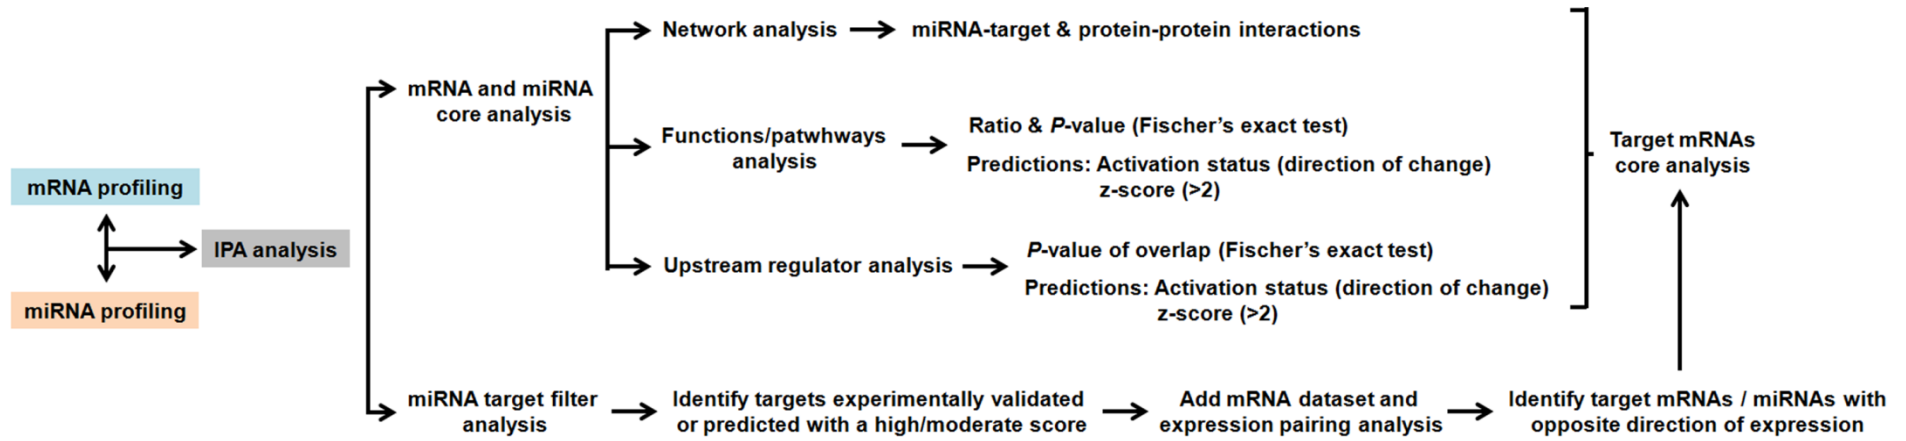 mRNA profiling
IPA analysis
miRNA profiling
mRNA and miRNA
core analysis
Network analysis
miRNA-target & protein-protein interactions
Functions/patwhways
analysis
Ratio & P-value (Fischer's exact test)
Predictions: Activation status (direction of change)
z-score (>2)
Upstream regulator analysis
P-value of overlap (Fischer's exact test)
Predictions: Activation status (direction of change)
z-score (>2)
Target mRNAs
core analysis
miRNA target filter
analysis
Identify targets experimentally validated
or predicted with a high/moderate score
Add mRNA dataset and
expression pairing analysis
Identify target mRNAs / miRNAs with
opposite direction of expression